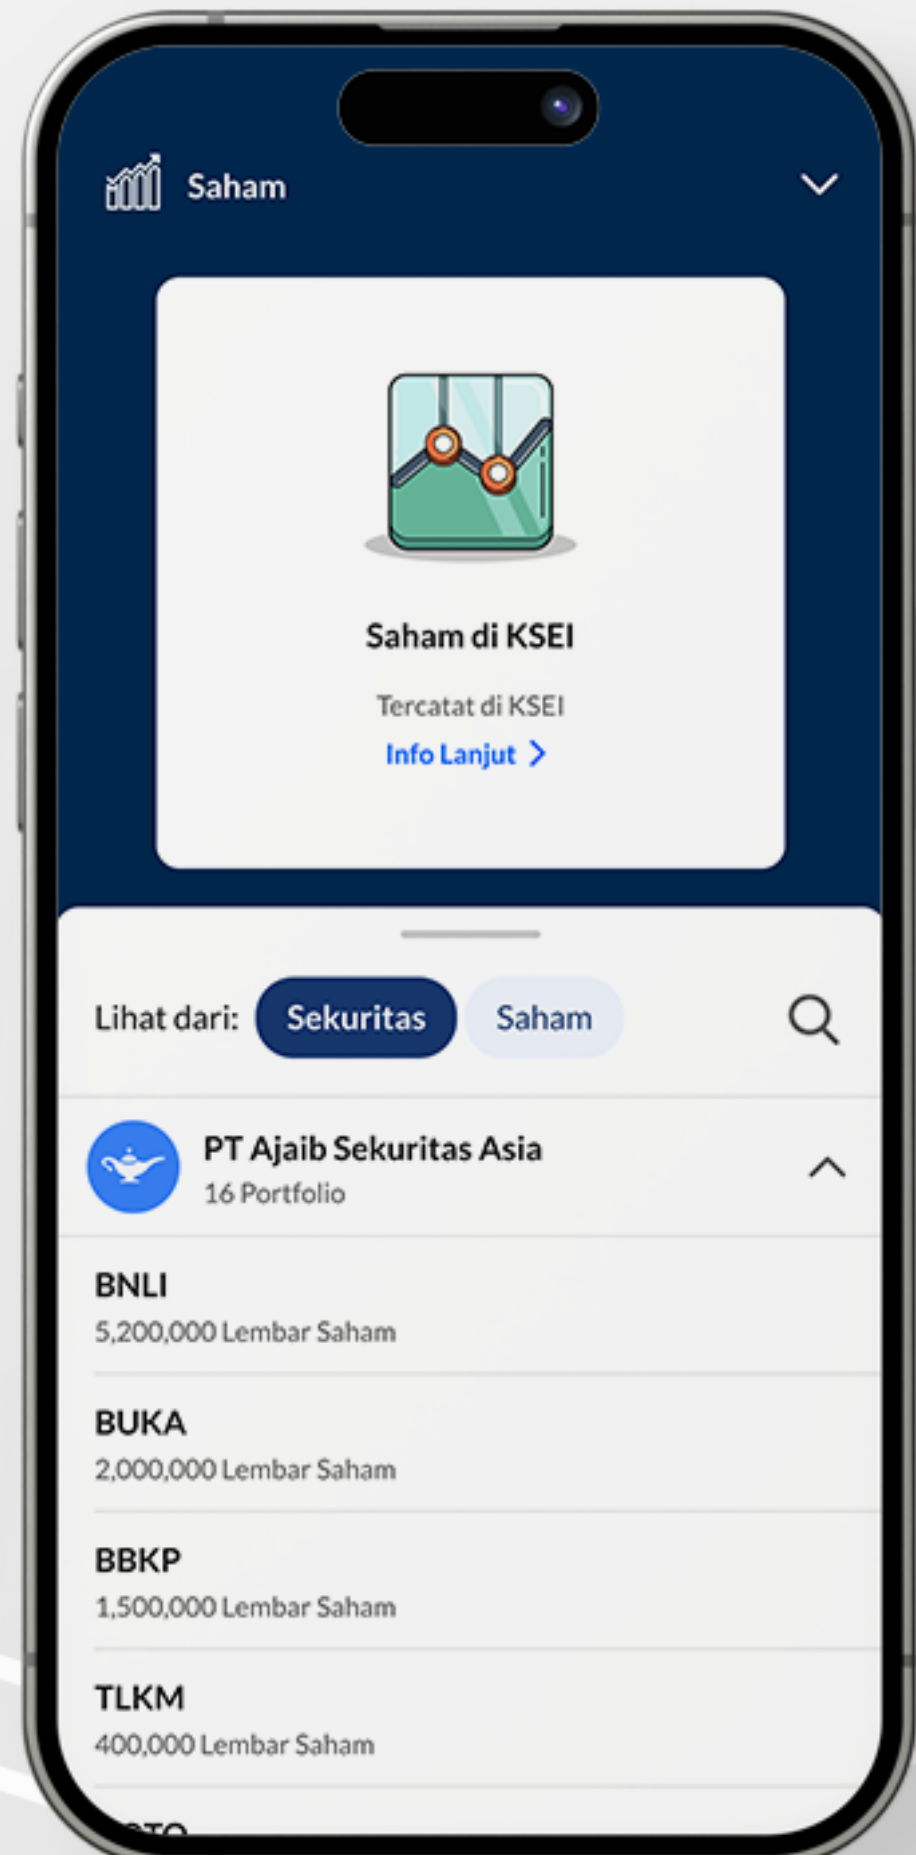 Saham
Saham di KSEI
Tercatat di KSEI
Info Lanjut
Lihat dari: Sekuritas Saham
PT Ajaib Sekuritas Asia
16 Portfolio
BNLI
5,200,000 Lembar Saham
BUKA
2,000,000 Lembar Saham
BBKP
1,500,000 Lembar Saham
TLKM
400,000 Lembar Saham